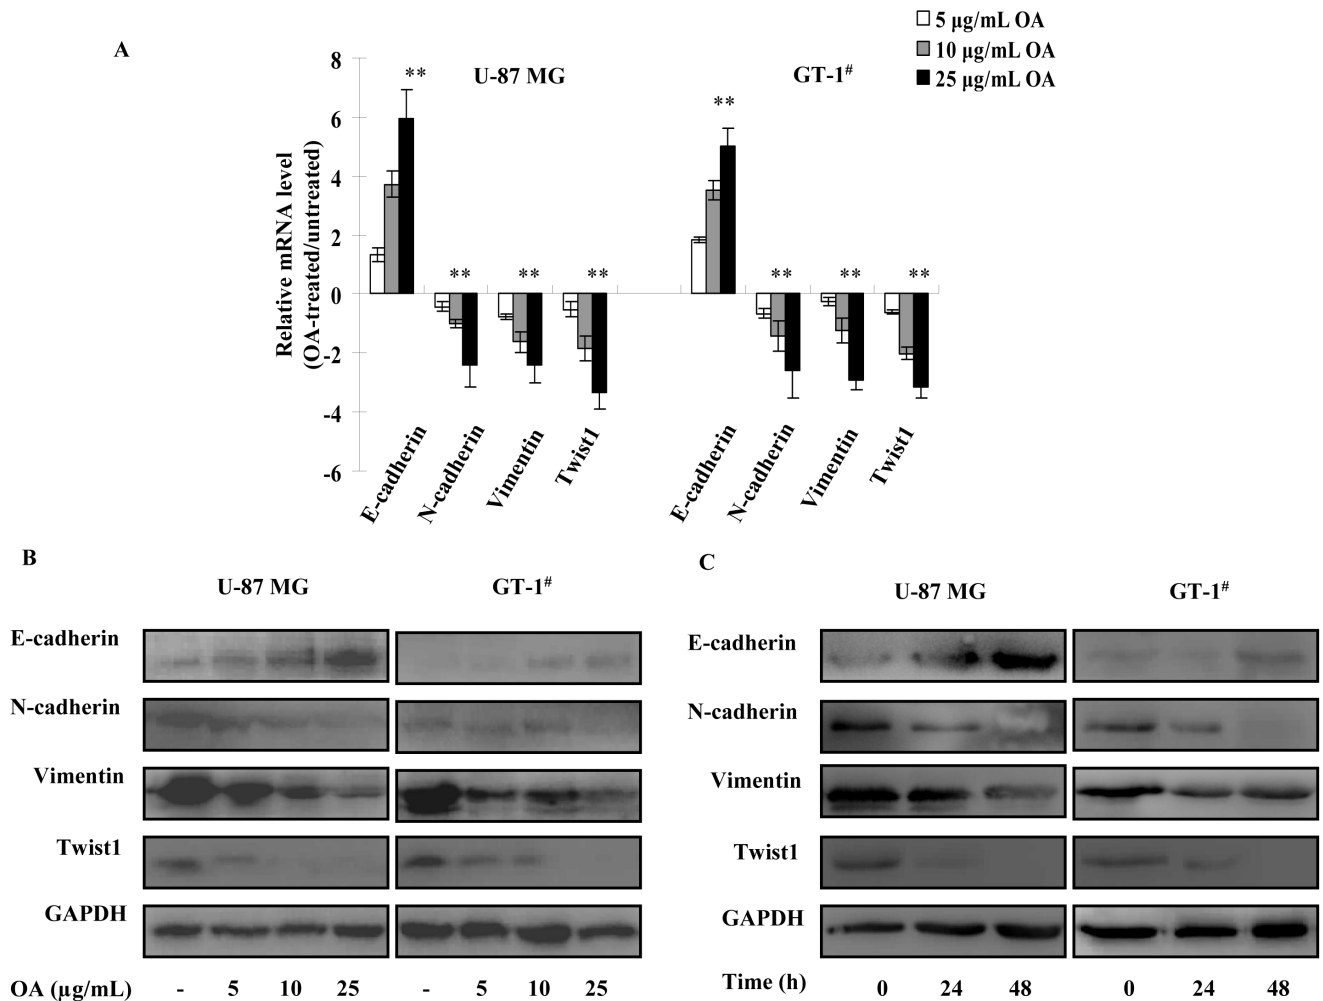 A
5 µg/mL OA
10 µg/mL OA
25 µg/mL OA
U-87 MG
GT-1#
Relative mRNA level
(OA-treated/untreated)
8
6
4
2
0
-2
-4
-6
** ** ** **
** ** ** **
E-cadherin N-cadherin Vimentin Twist1
E-cadherin N-cadherin Vimentin Twist1
B
U-87 MG GT-1#
E-cadherin
N-cadherin
Vimentin
Twist1
GAPDH
OA (µg/mL) - 5 10 25 - 5 10 25
C
U-87 MG GT-1#
E-cadherin
N-cadherin
Vimentin
Twist1
GAPDH
Time (h) 0 24 48 0 24 48